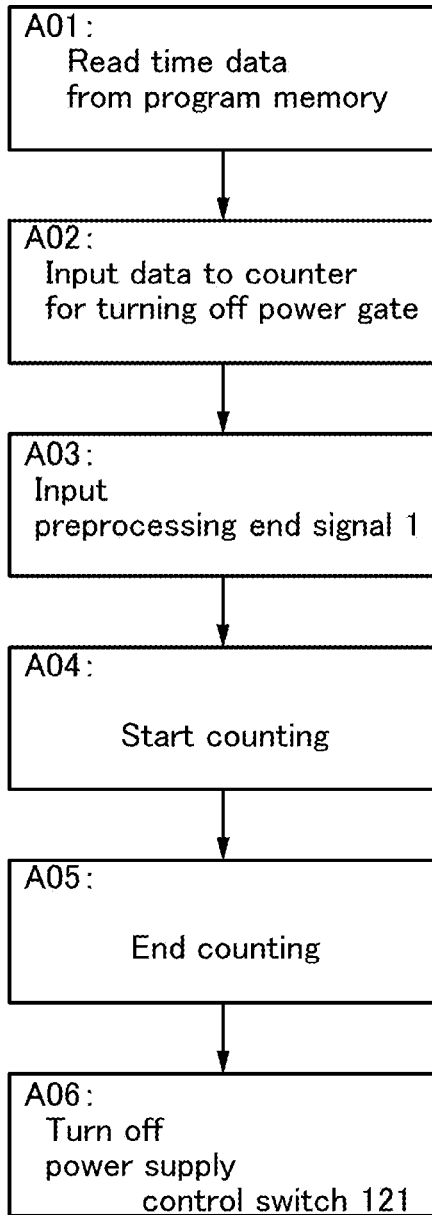 A01:
Read time data
from program memory
A02:
Input data to counter
for turning off power gate
A03:
Input
preprocessing end signal 1
A04:
Start counting
A05:
End counting
A06:
Turn off
power supply
control switch 121